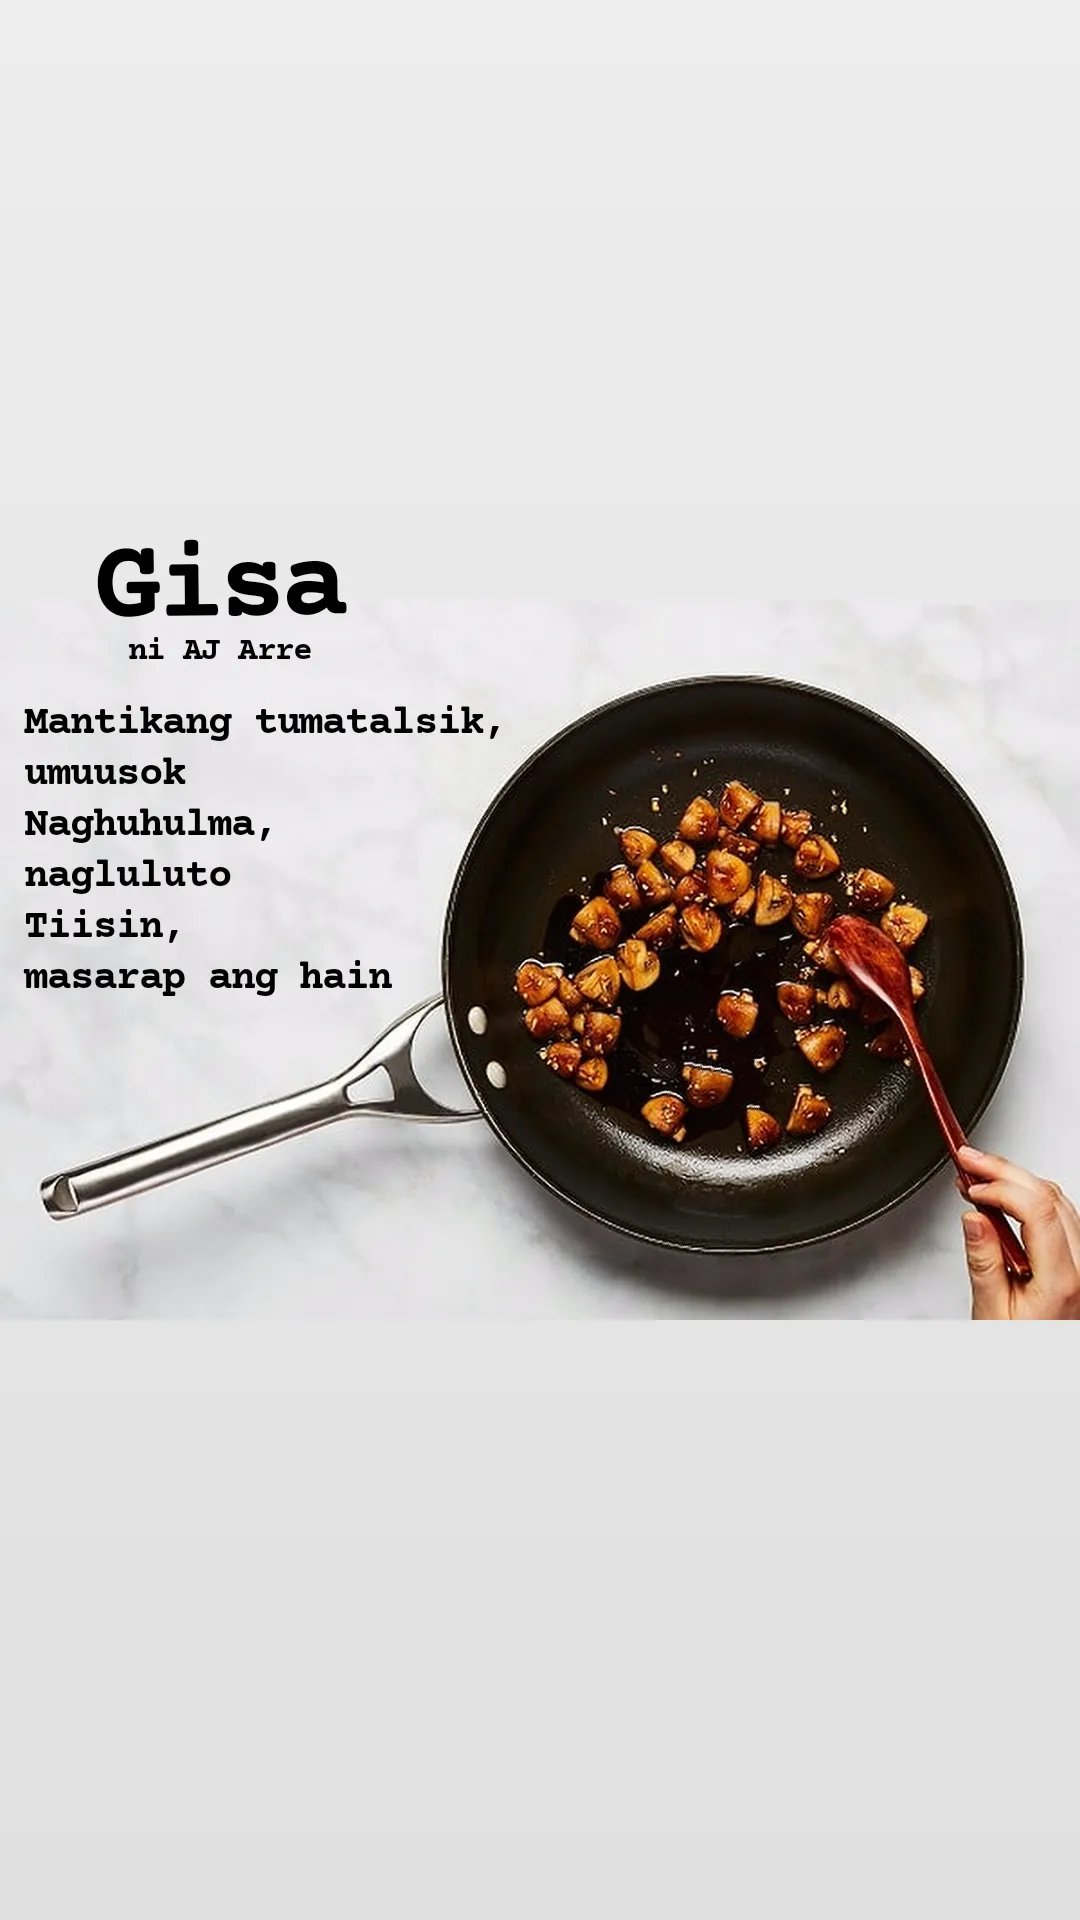 Gisa
ni AJ Arre
Mantikang tumatalsik,
umuusok
Naghuhulma,
nagluluto
Tiisin,
masarap ang hain